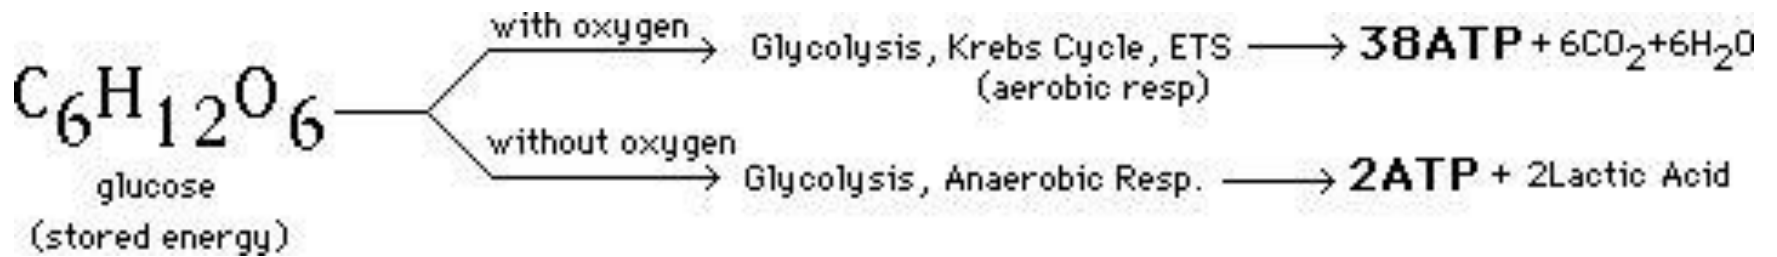 with oxygen
Glycolysis, Krebs Cycle, ETS
38ATP + 6CO₂+6H₂O
(aerobic resp)
C₆H₁₂O₆
glucose
(stored energy)
without oxygen
Glycolysis, Anaerobic Resp.
2ATP + 2Lactic Acid